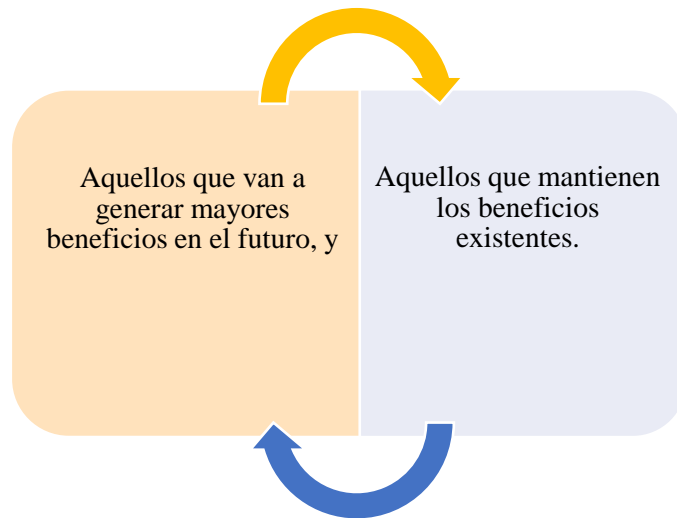 Aquellos que van a
generar mayores
beneficios en el futuro, y
Aquellos que mantienen
los beneficios
existentes.